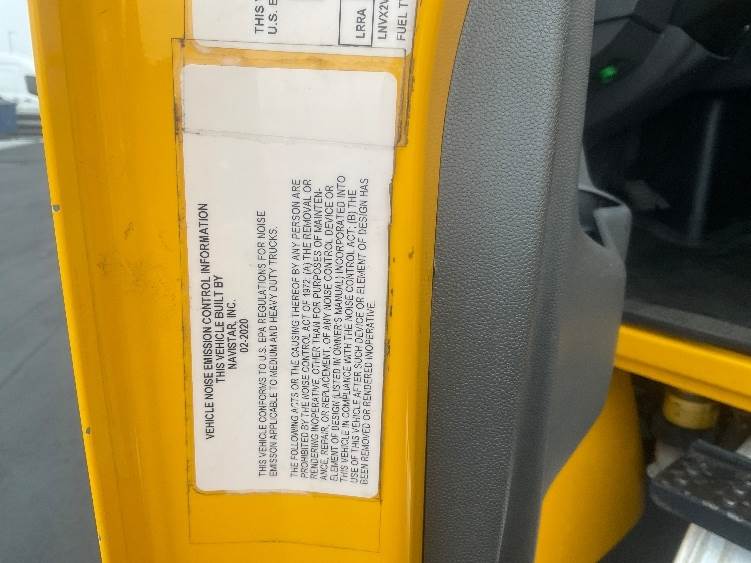 THIS
U.S. E
LRRA
LNVX2V
FUEL T
VEHICLE NOISE EMISSION CONTROL INFORMATION
THIS VEHICLE BUILT BY
NAVISTAR, INC.
02-2020
THIS VEHICLE CONFORMS TO U.S. EPA REGULATIONS FOR NOISE
EMISSON APPLICABLE TO MEDIUM AND HEAVY DUTY TRUCKS.
THE FOLLOWING ACTS OR THE CAUSING THEREOF BY ANY PERSON ARE
PROHIBITED BY THE NOISE CONTROL ACT OF 1972: (A) THE REMOVAL OR
RENDERING INOPERATIVE, OTHER THAN FOR PURPOSES OF MAINTEN-
ANCE, REPAIR, OR REPLACEMENT, OF ANY NOISE CONTROL DEVICE OR
ELEMENT OF DESIGN (LISTED IN OWNER'S MANUAL) INCORPORATED INTO
THIS VEHICLE IN COMPLIANCE WITH THE NOISE CONTROL ACT, (B) THE
USE OF THIS VEHICLE AFTER SUCH DEVICE OR ELEMENT OF DESIGN HAS
BEEN REMOVED OR RENDERED INOPERATIVE.